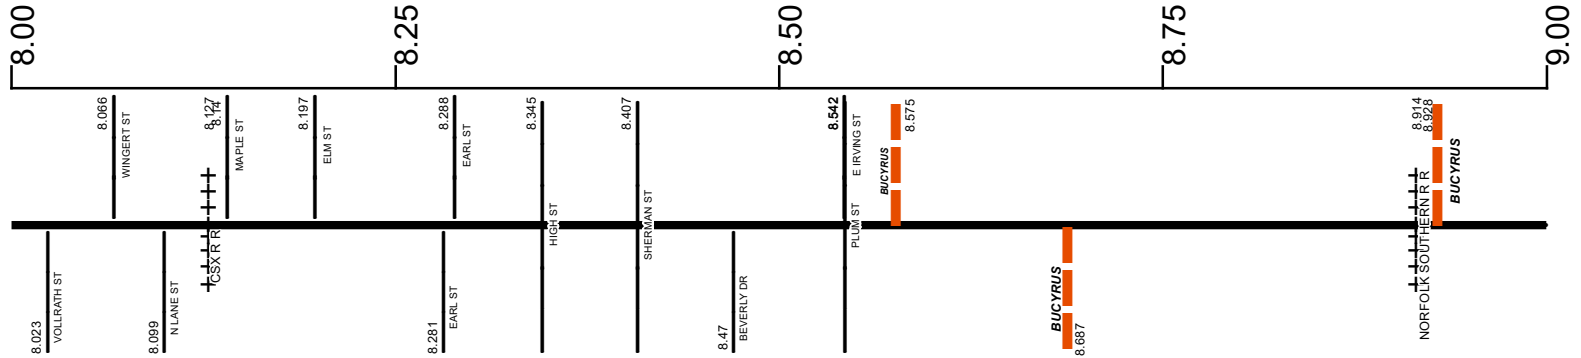 8.00
8.25
8.50
8.75
9.00
8.066
WINGERT ST
8.127
8.14
MAPLE ST
8.197
ELM ST
8.288
EARL ST
8.345
8.407
8.542
E IRVING ST
8.575
BUCYRUS
8.914
8.928
BUCYRUS
CSX R R
HIGH ST
SHERMAN ST
PLUM ST
NORFOLK SOUTHERN R R
8.023
VOLLRATH ST
8.099
N LANE ST
8.281
EARL ST
8.47
BEVERLY DR
BUCYRUS
8.687